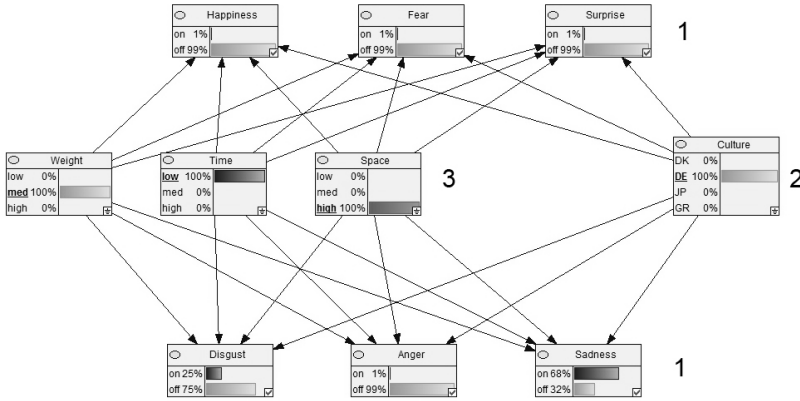 Happiness
on 1%
off 99%
Fear
on 1%
off 99%
Surprise
on 1%
off 99%
1
Weight
low 0%
med 100%
high 0%
Time
low 100%
med 0%
high 0%
Space
low 0%
med 0%
high 100%
3
Culture
DK 0%
DE 100%
JP 0%
GR 0%
2
Disgust
on 25%
off 75%
Anger
on 1%
off 99%
Sadness
on 68%
off 32%
1